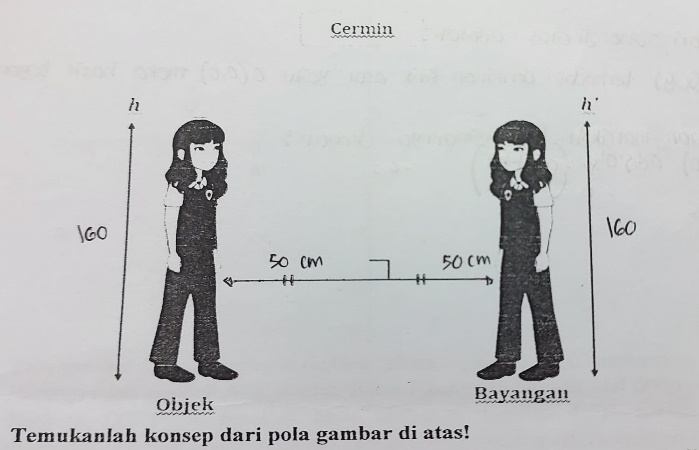 Cermin
h h'
160 160
50 cm 50 cm
Objek Bayangan
Temukanlah konsep dari pola gambar di atas!